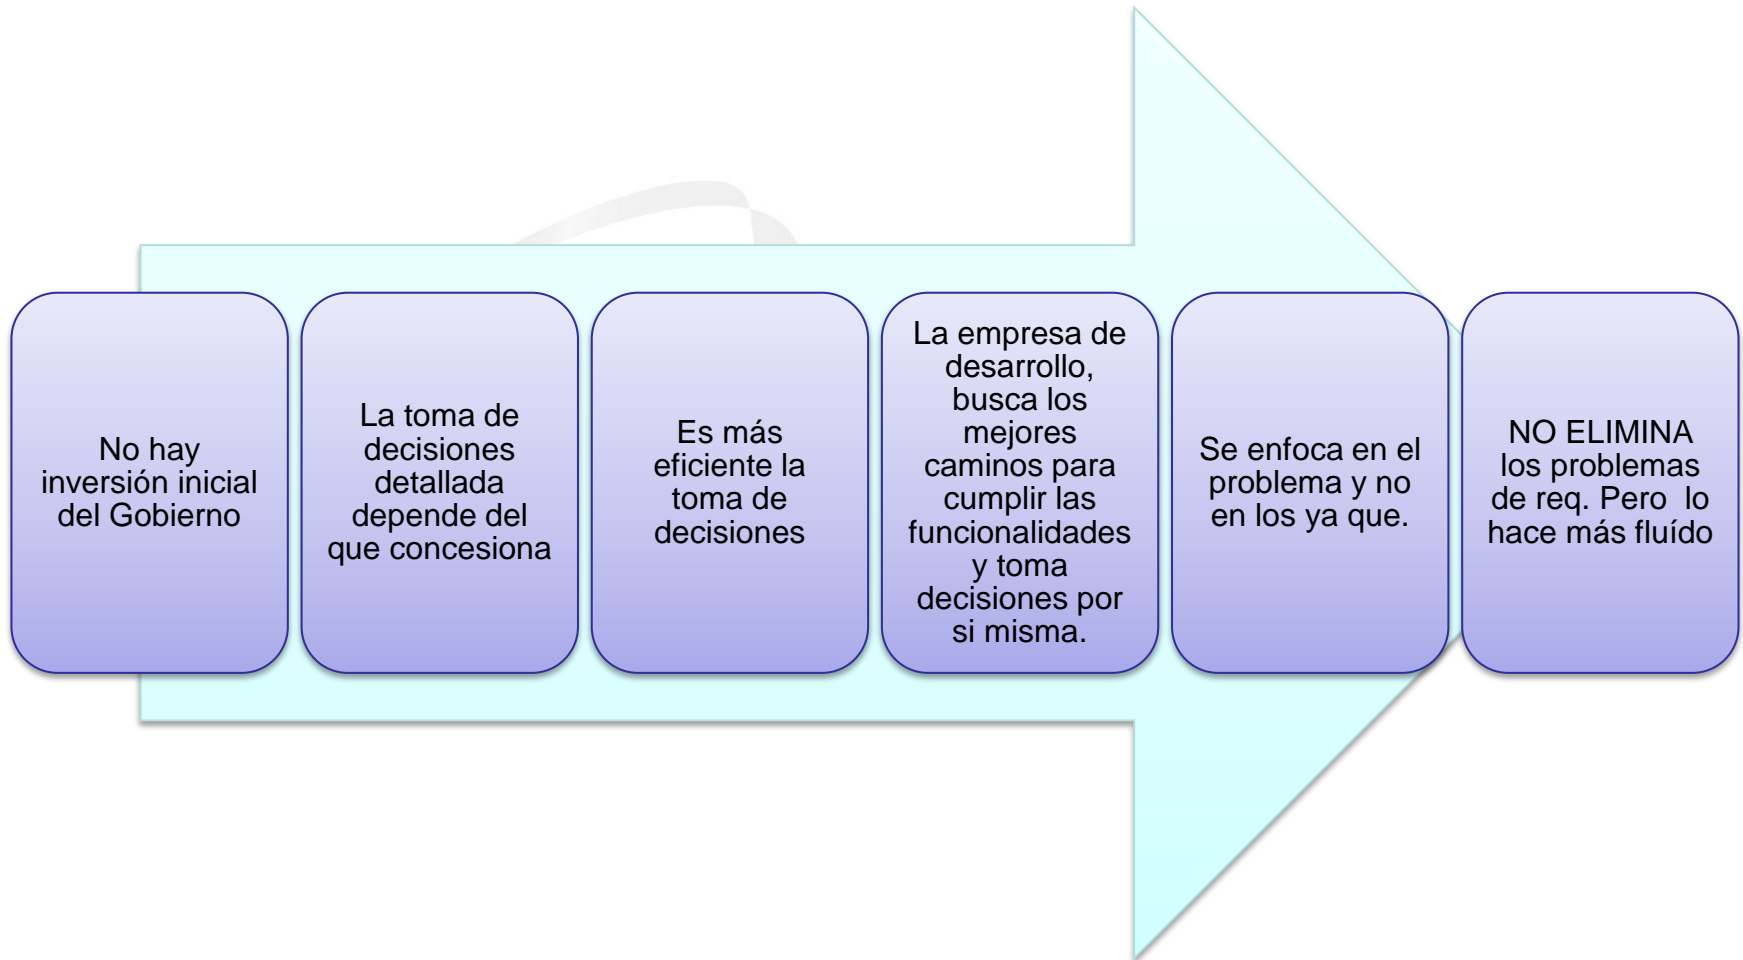 No hay
inversión inicial
del Gobierno
La toma de
decisiones
detallada
depende del
que concesiona
Es más
eficiente la
toma de
decisiones
La empresa de
desarrollo,
busca los
mejores
caminos para
cumplir las
funcionalidades
y toma
decisiones por
si misma.
Se enfoca en el
problema y no
en los ya que.
NO ELIMINA
los problemas
de req. Pero  lo
hace más fluído